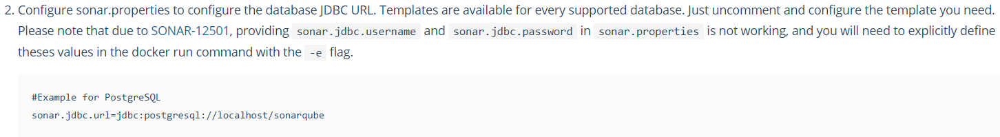 2. Configure sonar.properties to configure the database JDBC URL. Templates are available for every supported database. Just uncomment and configure the template you need.
Please note that due to SONAR-12501, providing sonar.jdbc.username and sonar.jdbc.password in sonar.properties is not working, and you will need to explicitly define
theses values in the docker run command with the -e flag.
#Example for PostgreSQL
sonar.jdbc.url=jdbc:postgresql://localhost/sonarqube